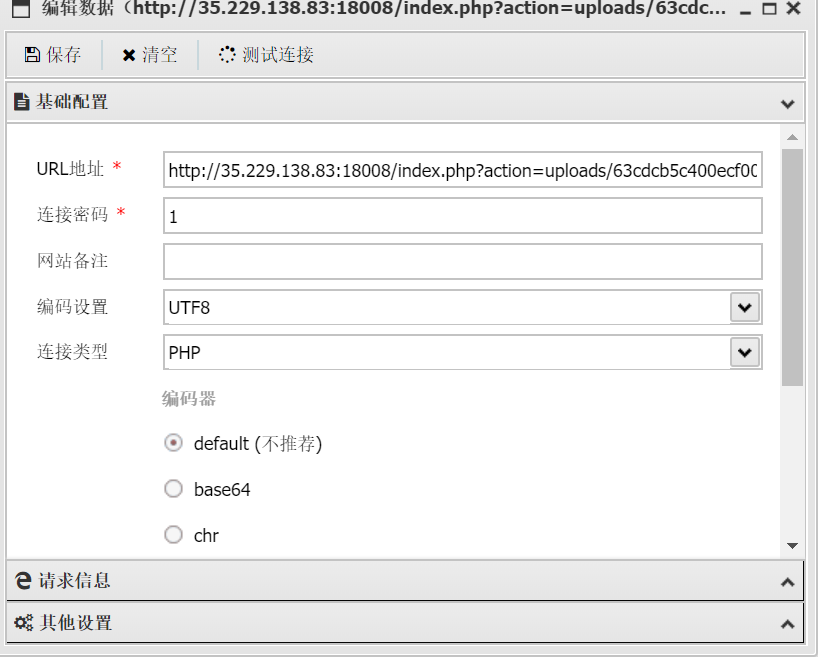 编辑数据（http://35.229.138.83:18008/index.php?action=uploads/63cdc...
保存 清空 测试连接
基础配置
URL地址 * http://35.229.138.83:18008/index.php?action=uploads/63cdcb5c400ecf00
连接密码 * 1
网站备注
编码设置 UTF8
连接类型 PHP
编码器
default (不推荐)
base64
chr
请求信息
其他设置